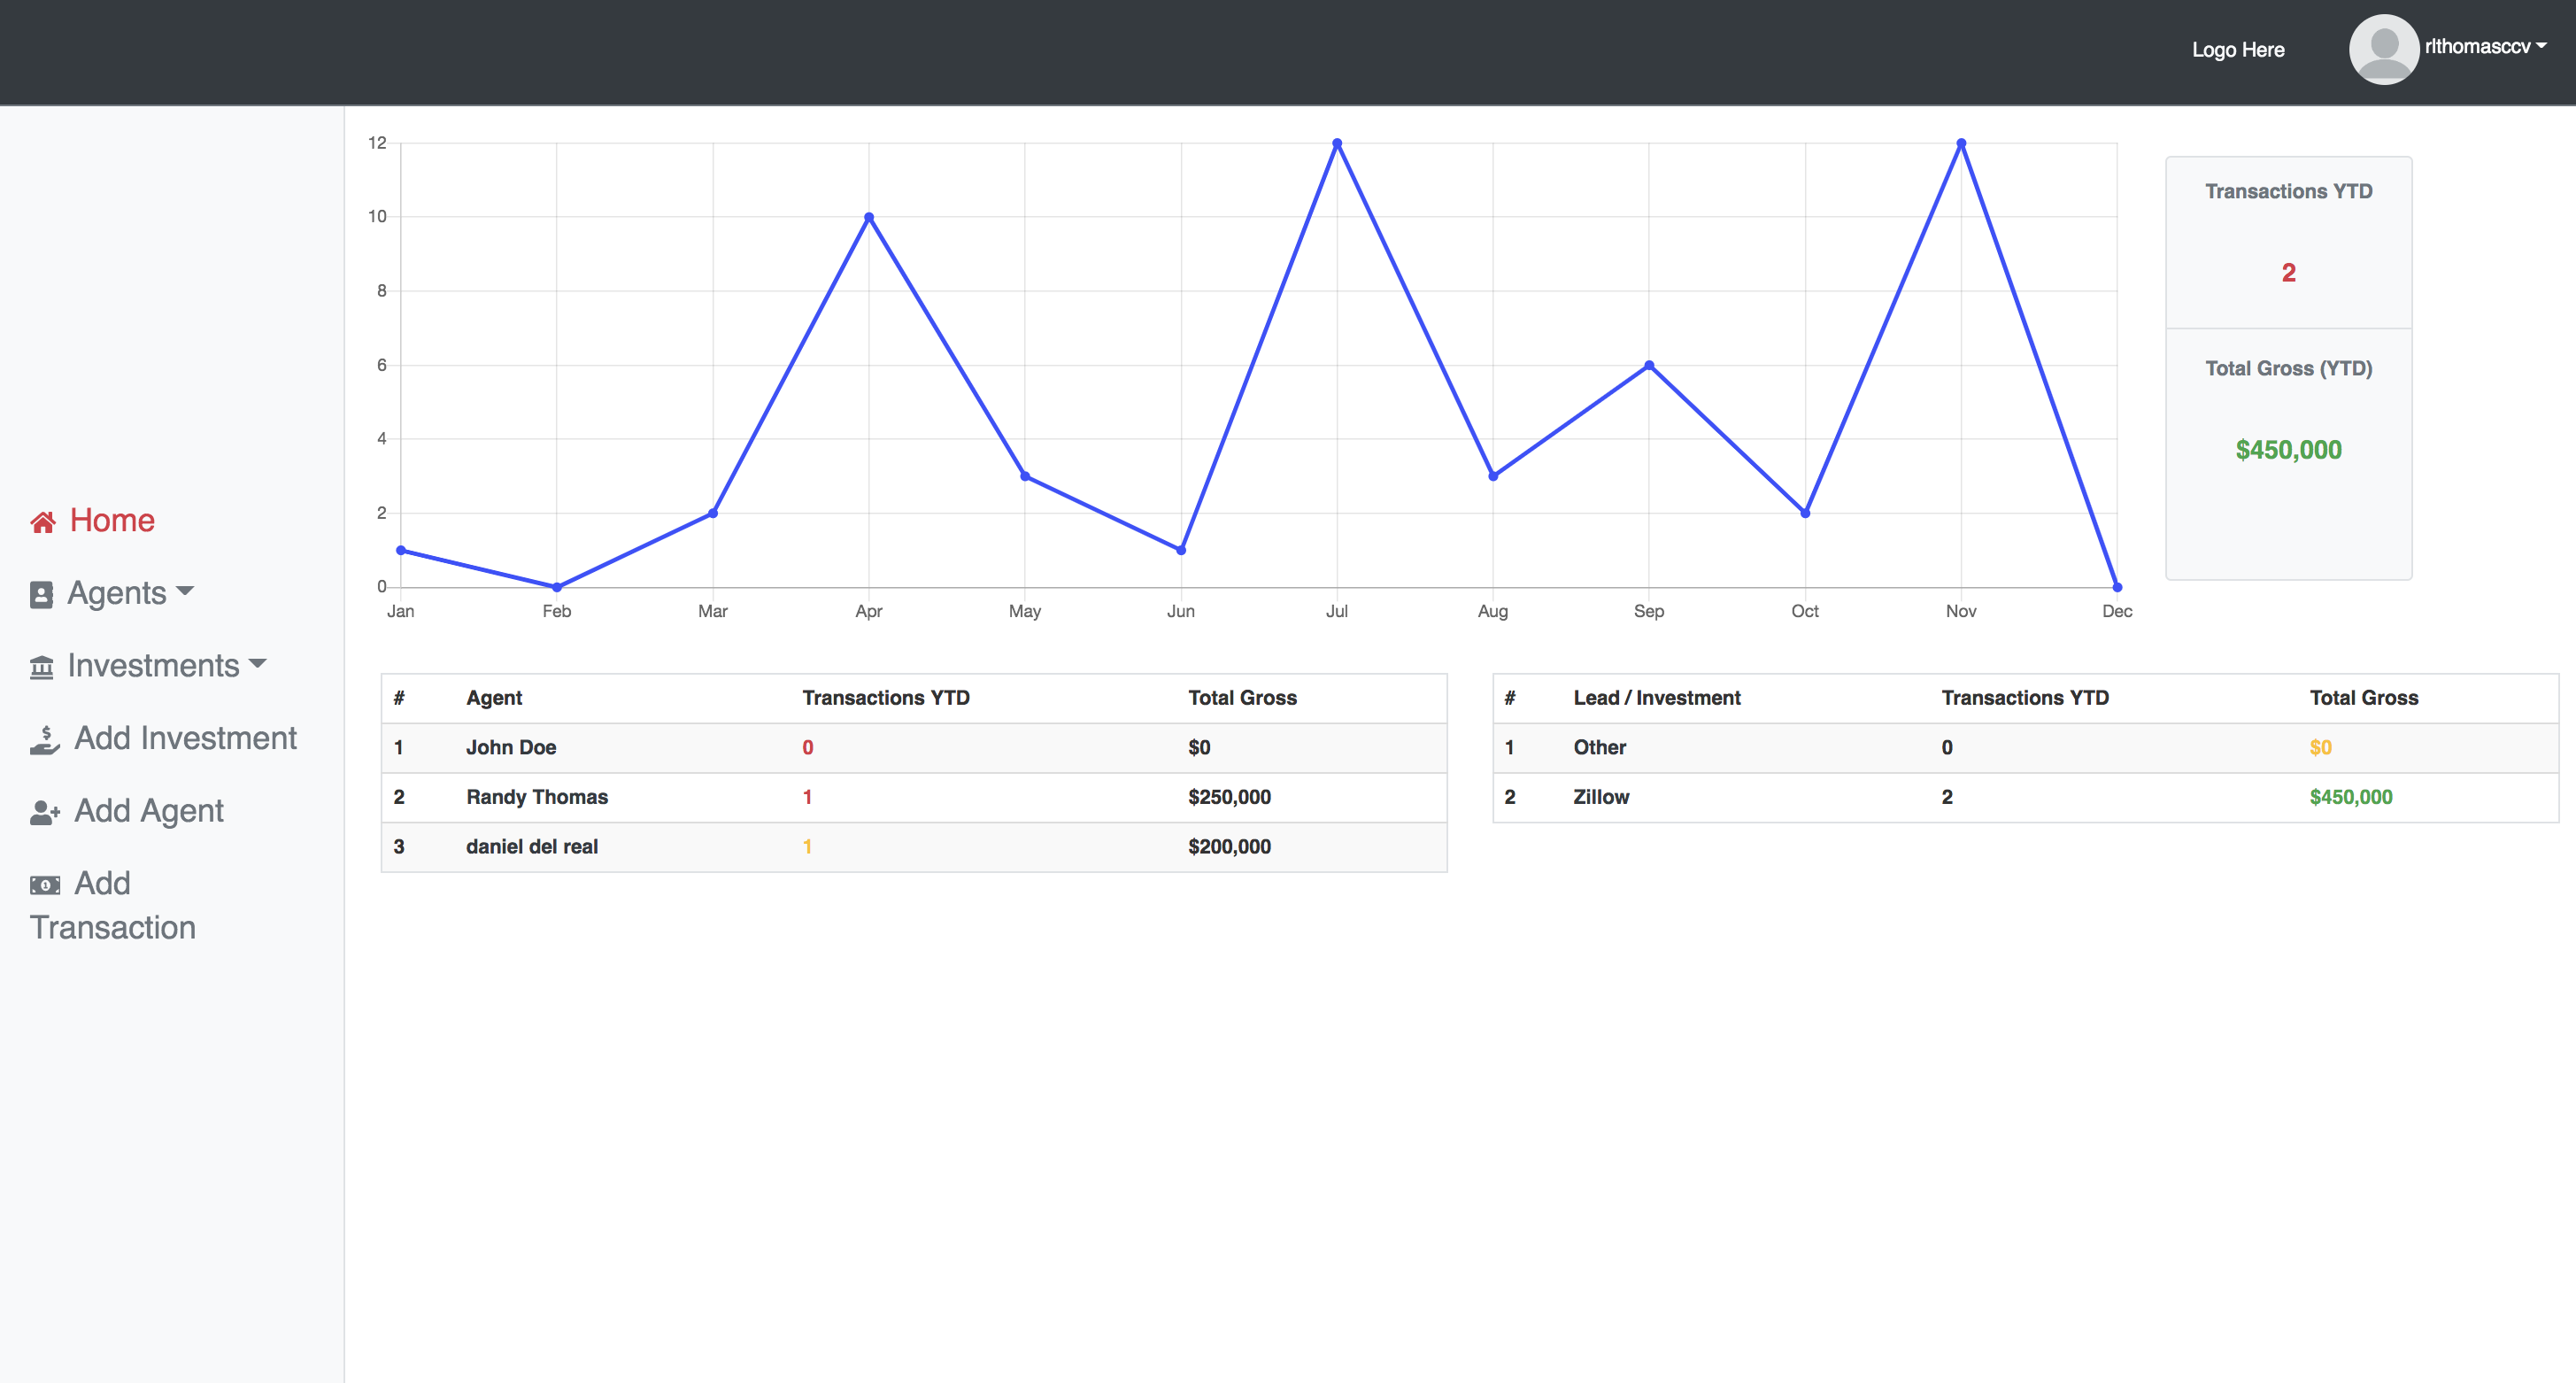 Logo Here
rlthomasccv
Home
Agents
Investments
Add Investment
Add Agent
Add
Transaction
12
10
8
6
4
2
0
Jan Feb Mar Apr May Jun Jul Aug Sep Oct Nov Dec
Transactions YTD
2
Total Gross (YTD)
$450,000
# Agent Transactions YTD Total Gross
1 John Doe 0 $0
2 Randy Thomas 1 $250,000
3 daniel del real 1 $200,000
# Lead / Investment Transactions YTD Total Gross
1 Other 0 $0
2 Zillow 2 $450,000